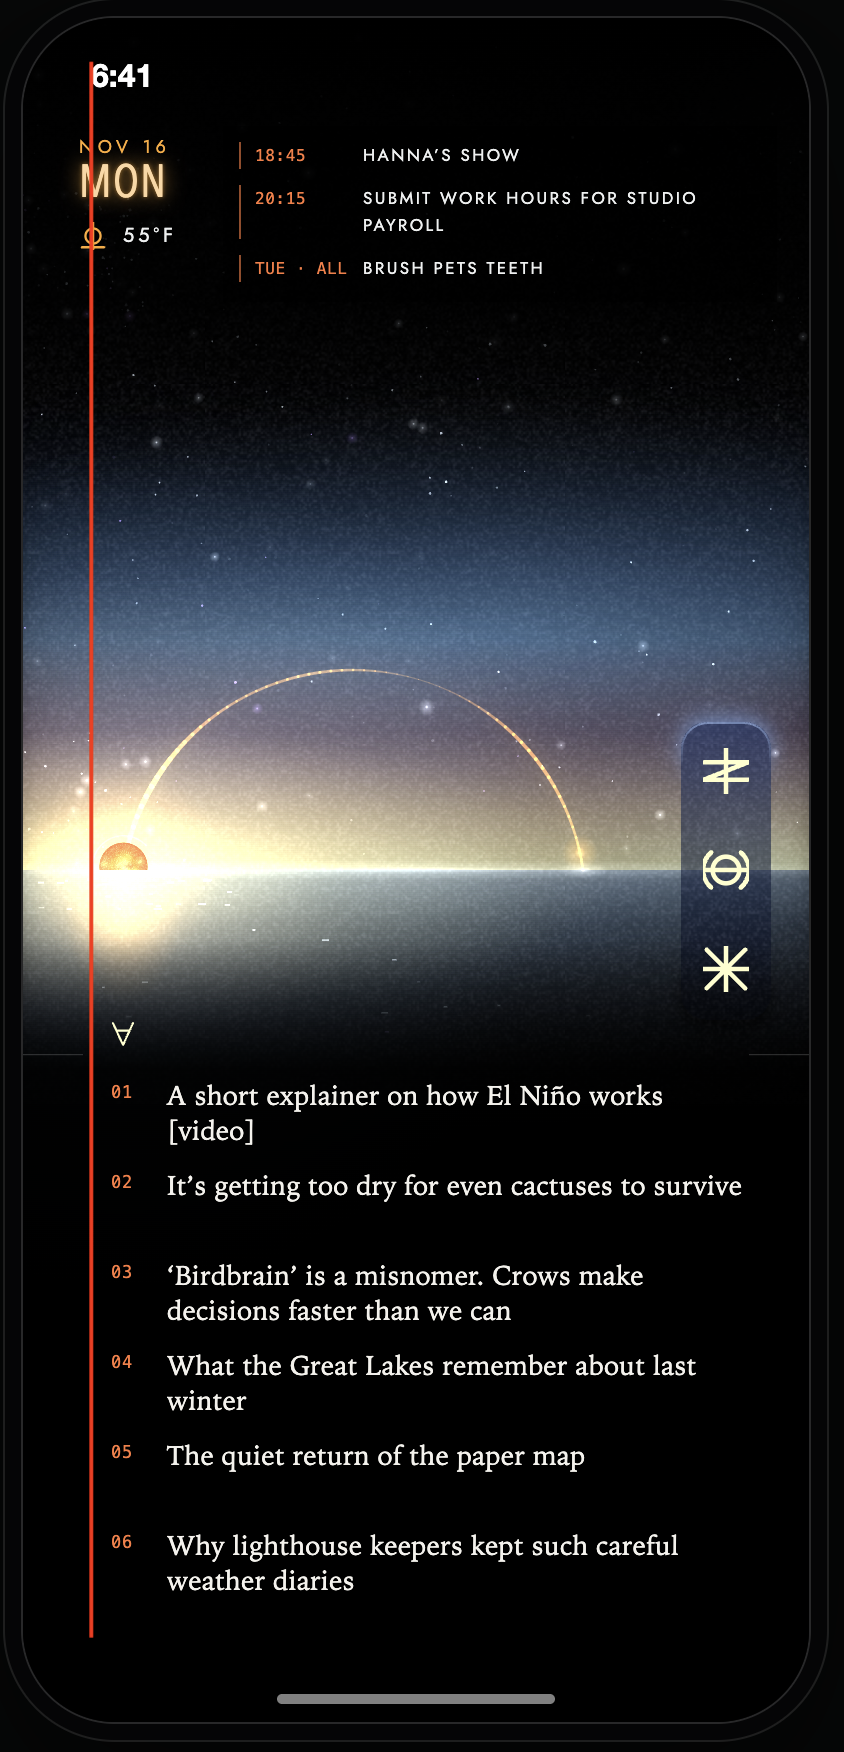 6:41
NOV 16
MON
55°F
18:45 HANNA’S SHOW
20:15 SUBMIT WORK HOURS FOR STUDIO
PAYROLL
TUE · ALL BRUSH PETS TEETH
01 A short explainer on how El Niño works
[video]
02 It’s getting too dry for even cactuses to survive
03 ‘Birdbrain’ is a misnomer. Crows make
decisions faster than we can
04 What the Great Lakes remember about last
winter
05 The quiet return of the paper map
06 Why lighthouse keepers kept such careful
weather diaries